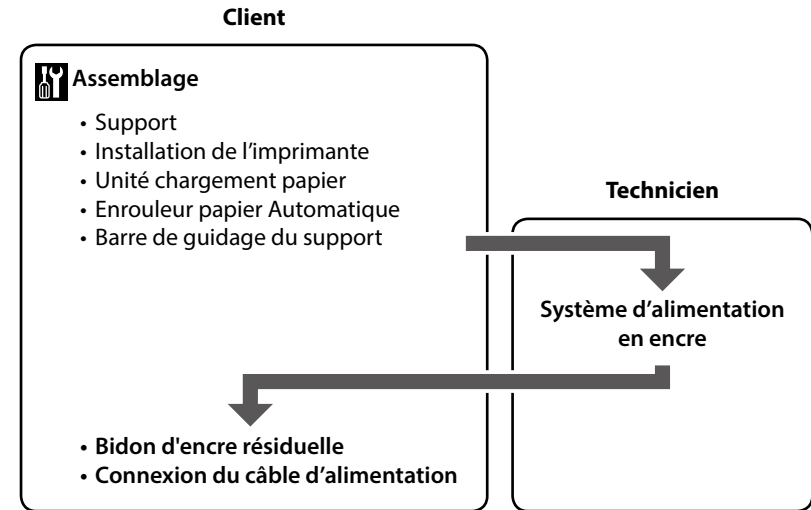 Client
Assemblage
• Support
• Installation de l’imprimante
• Unité chargement papier
• Enrouleur papier Automatique
• Barre de guidage du support
Technicien
Système d’alimentation
en encre
• Bidon d'encre résiduelle
• Connexion du câble d’alimentation